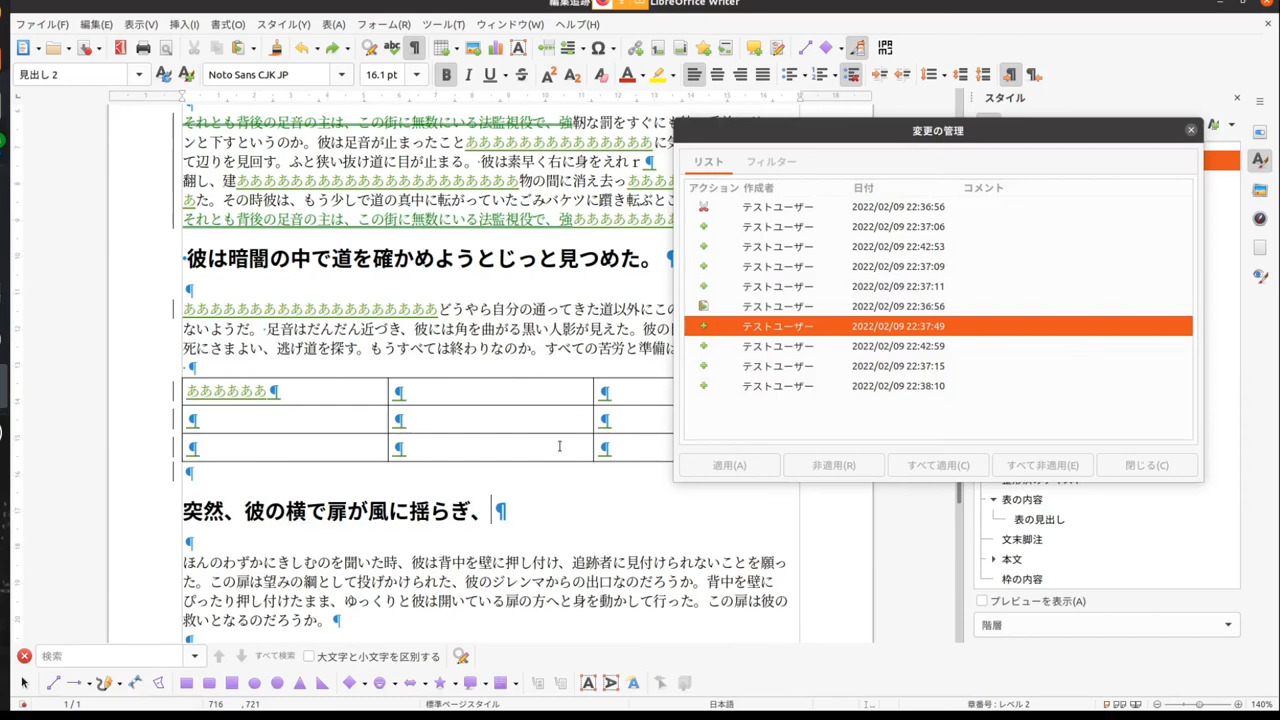 編集追跡
LibreOffice Writer
ファイル(F) 編集(E) 表示(V) 挿入(I) 書式(O) スタイル(Y) 表(A) フォーム(R) ツール(T) ウィンドウ(W) ヘルプ(H)
見出し 2 Noto Sans CJK JP 16.1 pt
スタイル
それとも背後の足音の主は、この街に無数にいる法監視役で、強靭な罰をすぐにも
ンと下すというのか。彼は足音が止まったことああああああああああああああに
て辺りを見回す。ふと狭い抜け道に目が止まる。 彼は素早く右に身をえれｒ¶
翻し、建あああああああああああああああああああああ物の間に消え去っああああ
あた。その時彼は、もう少しで道の真中に転がっていたごみバケツに躓き転ぶとこ
それとも背後の足音の主は、この街に無数にいる法監視役で、強ああああああああ
彼は暗闇の中で道を確かめようとじっと見つめた。 ¶
¶
あああああああああああああああああああどうやら自分の通ってきた道以外にこの
ないようだ。 足音はだんだん近づき、彼には角を曲がる黒い人影が見えた。彼の目
死にさまよい、逃げ道を探す。もうすべては終わりなのか。すべての苦労と準備は
¶
ああああああ¶ ¶ ¶
¶ ¶ ¶
¶ ¶ ¶
¶
突然、彼の横で扉が風に揺らぎ、 ¶
¶
ほんのわずかにきしむのを聞いた時、彼は背中を壁に押し付け、追跡者に見付けられないことを願っ
た。この扉は望みの綱として投げかけられた、彼のジレンマからの出口なのだろうか。背中を壁に
ぴったり押し付けたまま、ゆっくりと彼は開いている扉の方へと身を動かして行った。この扉は彼の
救いとなるのだろうか。¶
¶
変更の管理
リスト フィルター
アクション 作成者 日付 コメント
テストユーザー 2022/02/09 22:36:56
テストユーザー 2022/02/09 22:37:06
テストユーザー 2022/02/09 22:42:53
テストユーザー 2022/02/09 22:37:09
テストユーザー 2022/02/09 22:37:11
テストユーザー 2022/02/09 22:36:56
テストユーザー 2022/02/09 22:37:49
テストユーザー 2022/02/09 22:42:59
テストユーザー 2022/02/09 22:37:15
テストユーザー 2022/02/09 22:38:10
適用(A) 非適用(R) すべて適用(C) すべて非適用(E) 閉じる(C)
表の内容
表の見出し
文末脚注
本文
枠の内容
プレビューを表示(A)
階層
検索 すべて検索 大文字と小文字を区別する
1 / 1 716 ,721 標準ページスタイル 日本語 章番号: レベル 2 140%